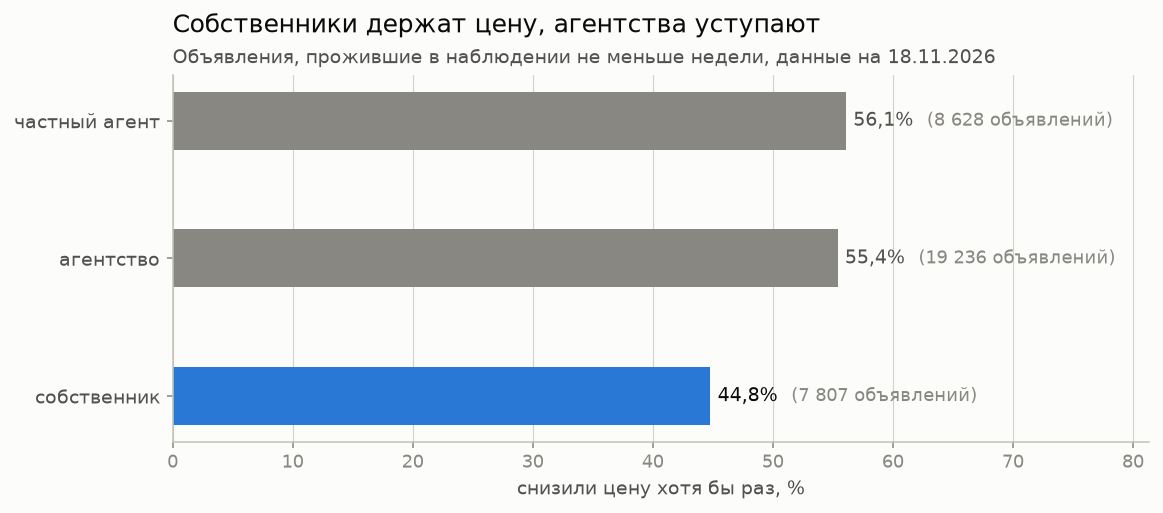 Собственники держат цену, агентства уступают
Объявления, прожившие в наблюдении не меньше недели, данные на 18.11.2026
частный агент 56,1% (8 628 объявлений)
агентство 55,4% (19 236 объявлений)
собственник 44,8% (7 807 объявлений)
0 10 20 30 40 50 60 70 80
снизили цену хотя бы раз, %